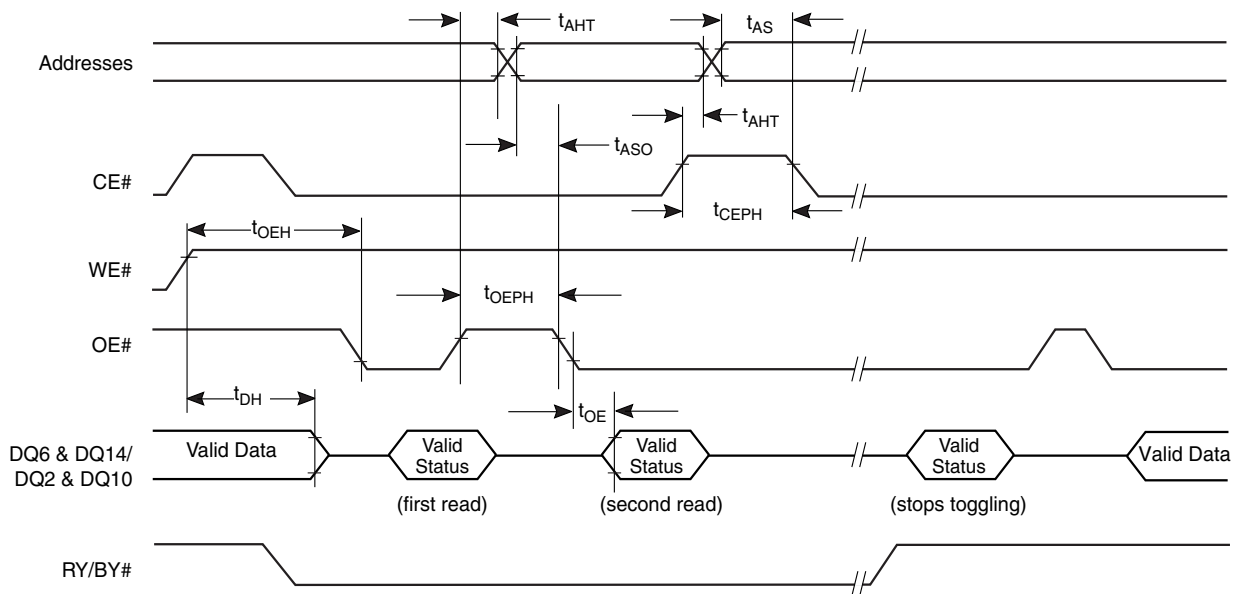 tAHT
tAS
Addresses
tAHT
tASO
CE#
tCEPH
tOEH
WE#
tOEPH
OE#
tDH
tOE
DQ6 & DQ14/
DQ2 & DQ10
Valid Data
Valid
Status
Valid
Status
Valid
Status
Valid Data
(first read)
(second read)
(stops toggling)
RY/BY#